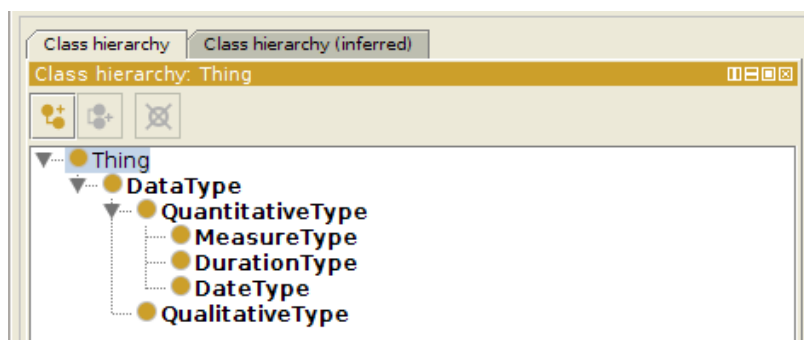 Class hierarchy Class hierarchy (inferred)
Class hierarchy: Thing
Thing
DataType
QuantitativeType
MeasureType
DurationType
DateType
QualitativeType